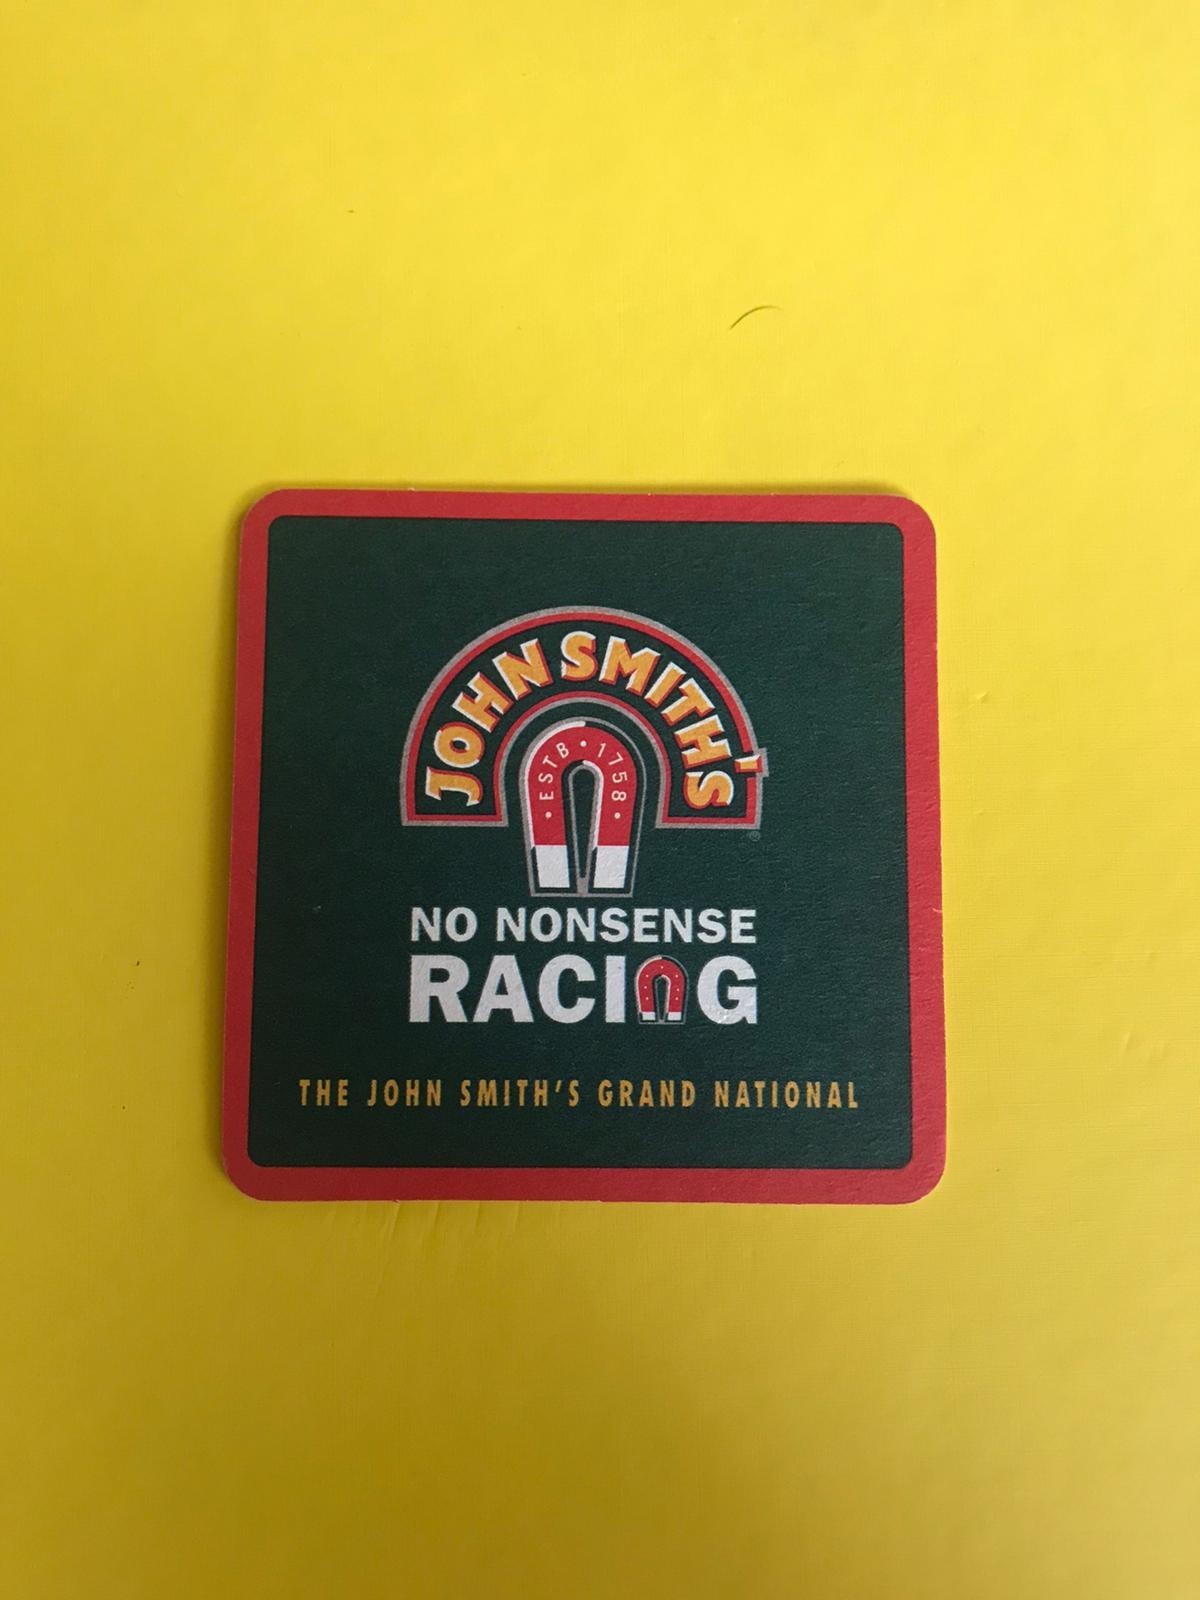 JOHN SMITH'S
• ESTB • 1758 •
NO NONSENSE
RACING
THE JOHN SMITH'S GRAND NATIONAL